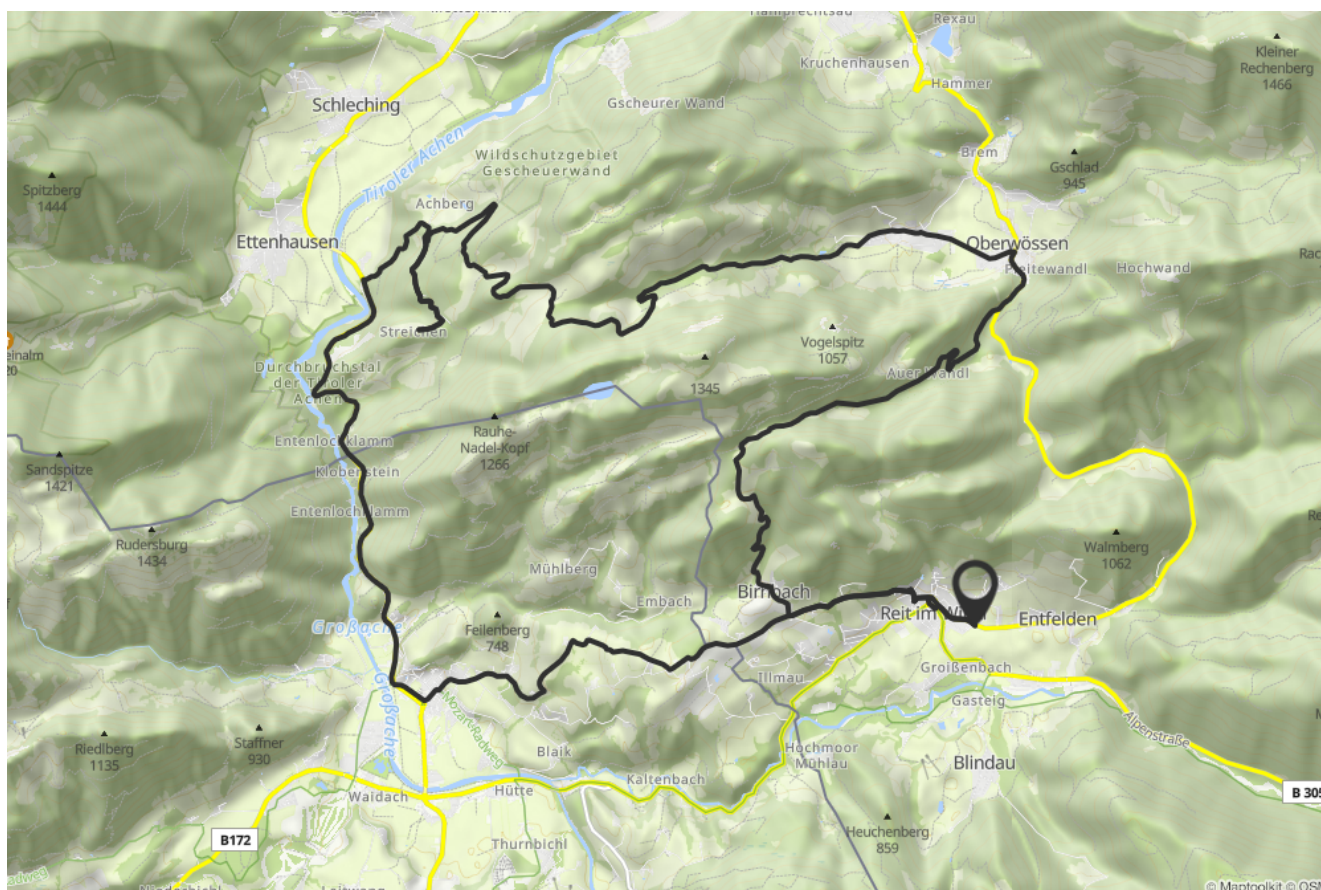 Rexau
Kruchenhausen
Hammer
Kleiner
Rechenberg
1466
Schleching
Gscheurer Wand
Tiroler Achen
Wildschutzgebiet
Gescheuerwand
Brem
Gschlad
945
Spitzberg
1444
Achberg
Ettenhausen
Oberwössen
Hochwand
Streichen
Vogelspitz
1057
1345
Auer Wandl
Durchbruchstal
der Tiroler
Achen
Rauhe-
Nadel-Kopf
1266
Entenlochklamm
Klobenstein
Sandspitze
1421
Entenlochklamm
Rudersburg
1434
Walmberg
1062
Mühlberg
Embach
Birnbach
Reit im
Entfelden
Großache
Feilenberg
748
Groißenbach
Illmau
Gasteig
Großache
Mozart-Radweg
Staffner
930
Riedlberg
1135
Blaik
Hochmoor
Mühlau
Blindau
Alpenstraße
Kaltenbach
Waidach
Hütte
B 305
B172
Heuchenberg
859
Thurnbichl
© Maptoolkit © OSM